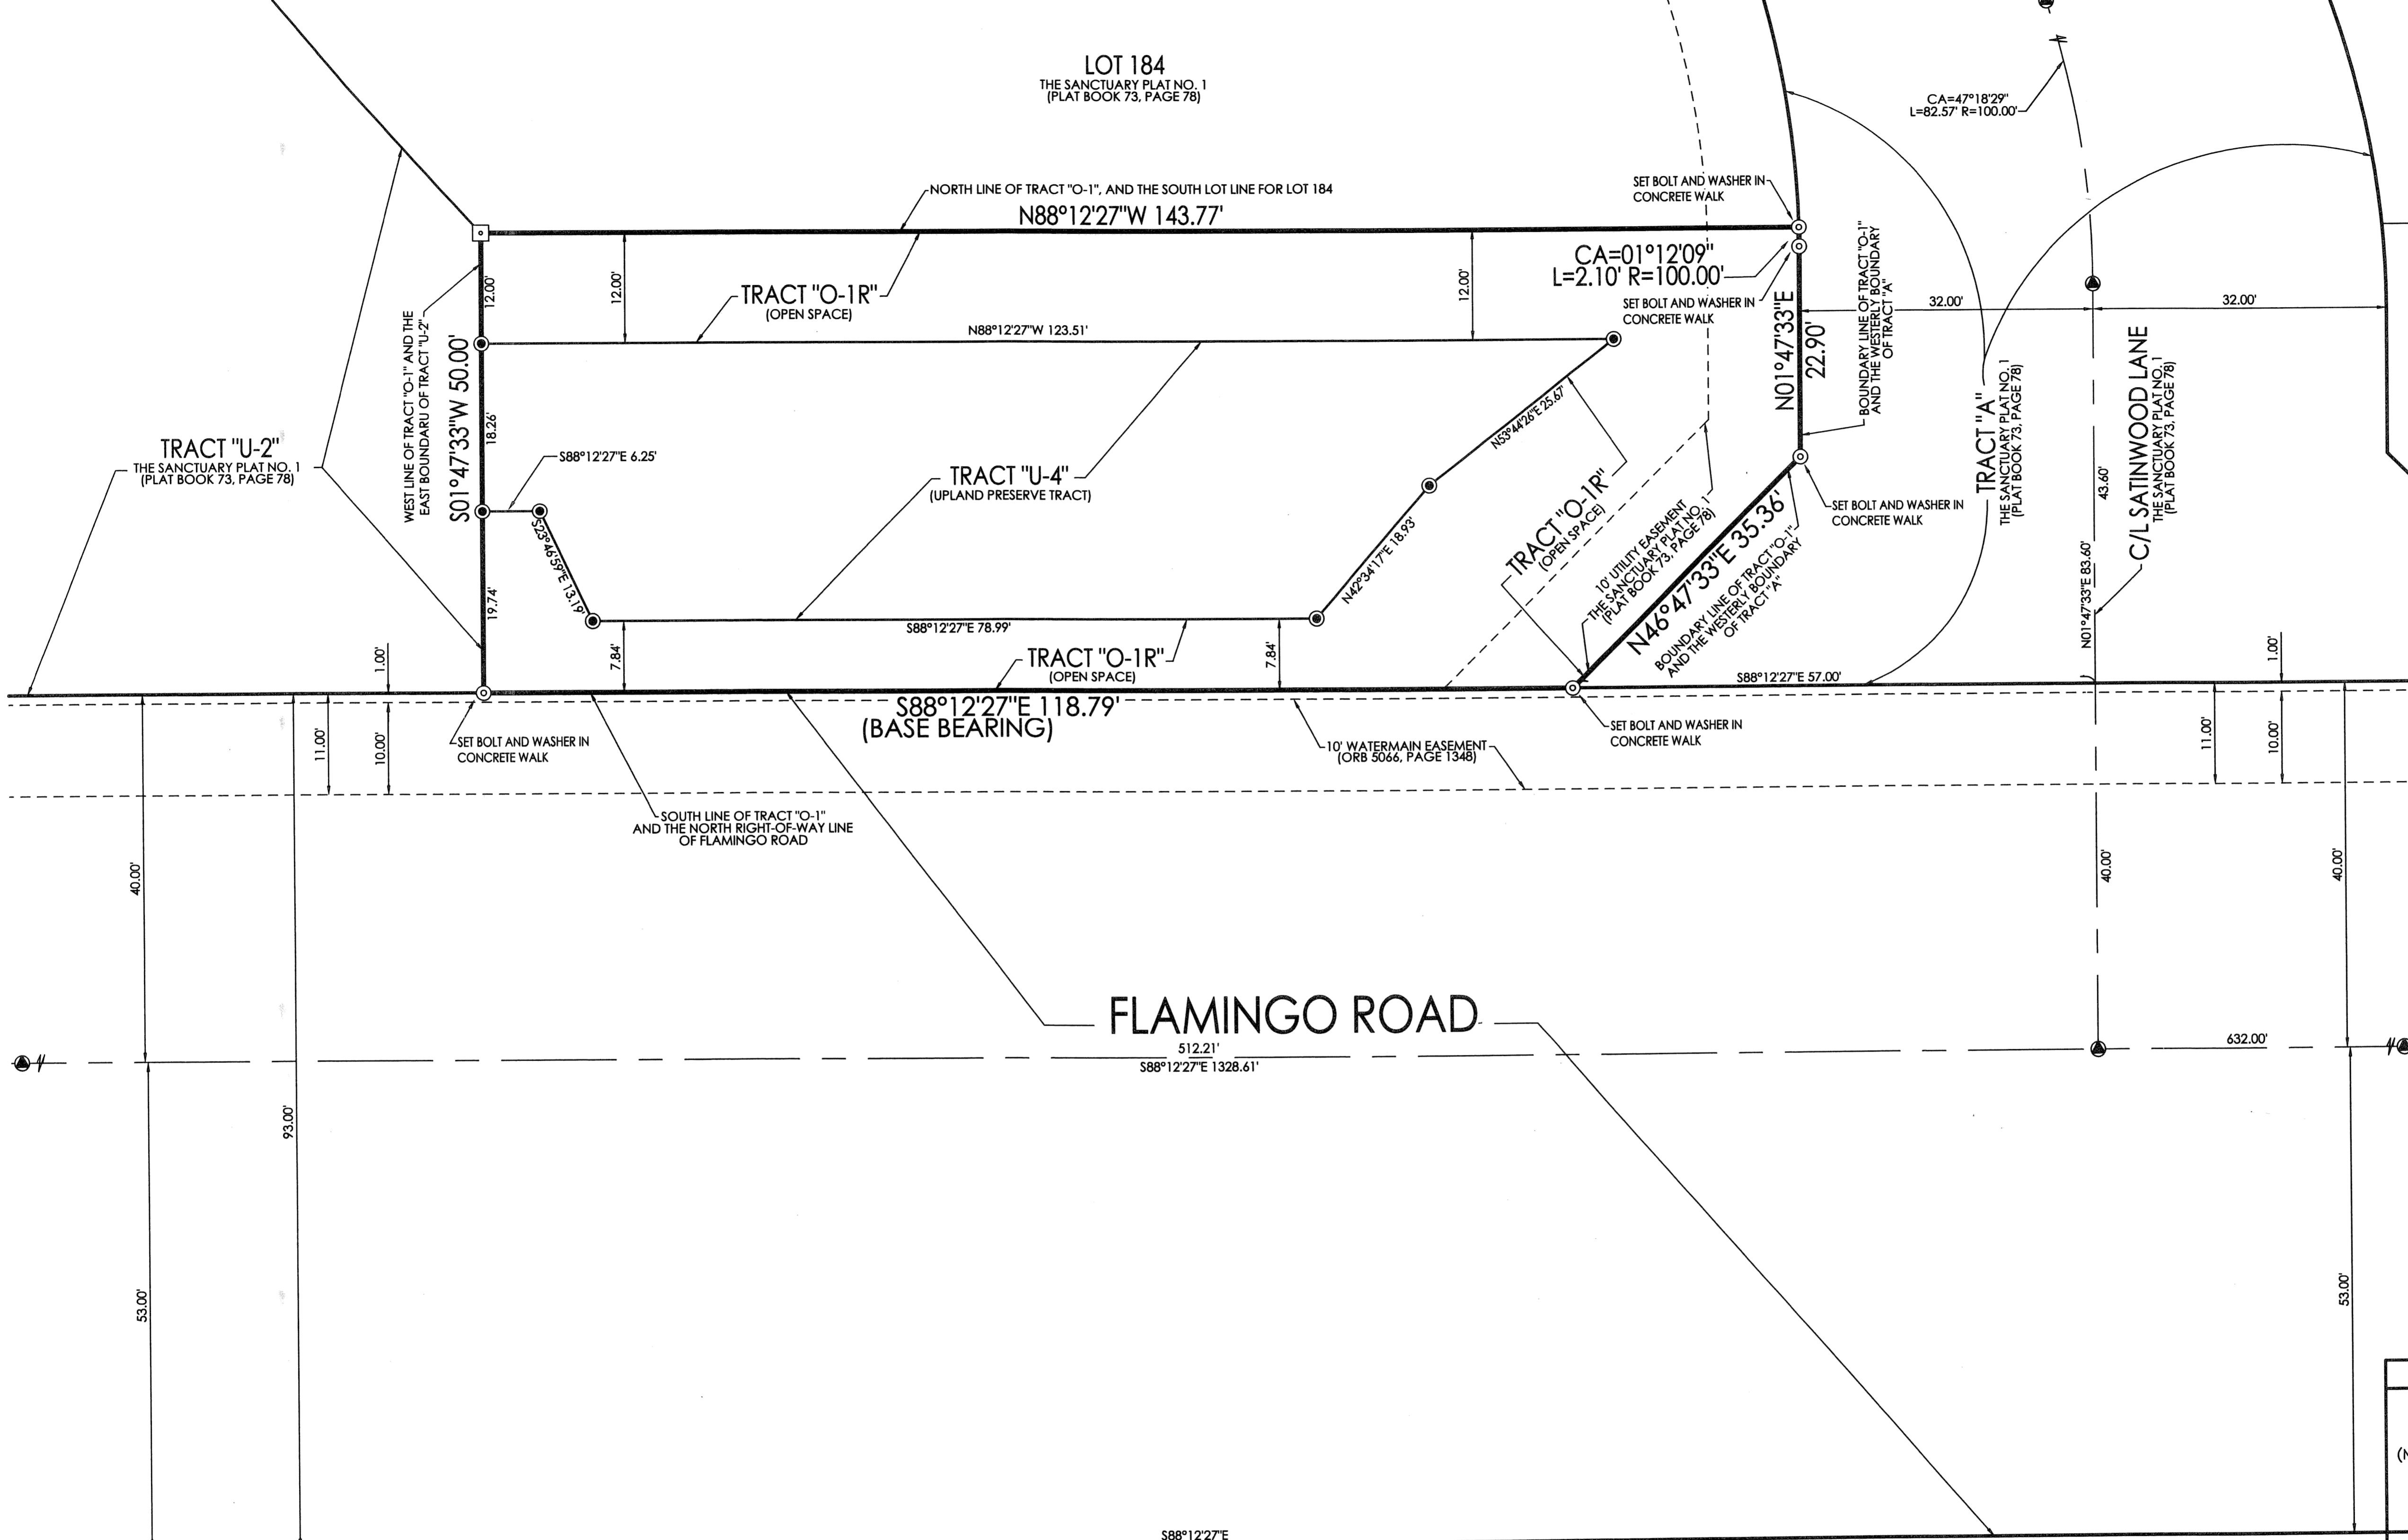 LOT 184
THE SANCTUARY PLAT NO. 1
(PLAT BOOK 73, PAGE 78)
CA=47°18'29"
L=82.57' R=100.00'
NORTH LINE OF TRACT "O-1", AND THE SOUTH LOT LINE FOR LOT 184
N88°12'27"W 143.77'
SET BOLT AND WASHER IN
CONCRETE WALK
CA=01°12'09"
L=2.10' R=100.00'
SET BOLT AND WASHER IN
CONCRETE WALK
12.00'
12.00'
12.00'
TRACT "O-1R"
(OPEN SPACE)
N88°12'27"W 123.51'
WEST LINE OF TRACT "O-1" AND THE
EAST BOUNDARU OF TRACT "U-2"
S01°47'33"W 50.00'
18.26'
19.74'
N01°47'33"E
22.90'
BOUNDARY LINE OF TRACT "O-1"
AND THE WESTERLY BOUNDARY
OF TRACT "A"
32.00'
32.00'
TRACT "A"
THE SANCTUARY PLAT NO. 1
(PLAT BOOK 73, PAGE 78)
C/L SATINWOOD LANE
THE SANCTUARY PLAT NO. 1
(PLAT BOOK 73, PAGE 78)
43.60'
N01°47'33"E 83.60'
TRACT "U-2"
THE SANCTUARY PLAT NO. 1
(PLAT BOOK 73, PAGE 78)
S88°12'27"E 6.25'
S23°46'59"E 13.19'
TRACT "U-4"
(UPLAND PRESERVE TRACT)
N53°44'26"E 25.67'
N42°34'17"E 18.93'
TRACT "O-1R"
(OPEN SPACE)
10' UTILITY EASEMENT
THE SANCTUARY PLAT NO. 1
(PLAT BOOK 73, PAGE 78)
N46°47'33"E 35.36'
BOUNDARY LINE OF TRACT "O-1"
AND THE WESTERLY BOUNDARY
OF TRACT "A"
SET BOLT AND WASHER IN
CONCRETE WALK
S88°12'27"E 78.99'
7.84'
7.84'
TRACT "O-1R"
(OPEN SPACE)
1.00'
1.00'
S88°12'27"E 57.00'
S88°12'27"E 118.79'
(BASE BEARING)
SET BOLT AND WASHER IN
CONCRETE WALK
SET BOLT AND WASHER IN
CONCRETE WALK
10' WATERMAIN EASEMENT
(ORB 5066, PAGE 1348)
11.00'
10.00'
11.00'
10.00'
SOUTH LINE OF TRACT "O-1"
AND THE NORTH RIGHT-OF-WAY LINE
OF FLAMINGO ROAD
40.00'
40.00'
40.00'
FLAMINGO ROAD
512.21'
S88°12'27"E 1328.61'
632.00'
93.00'
53.00'
53.00'
S88°12'27"E